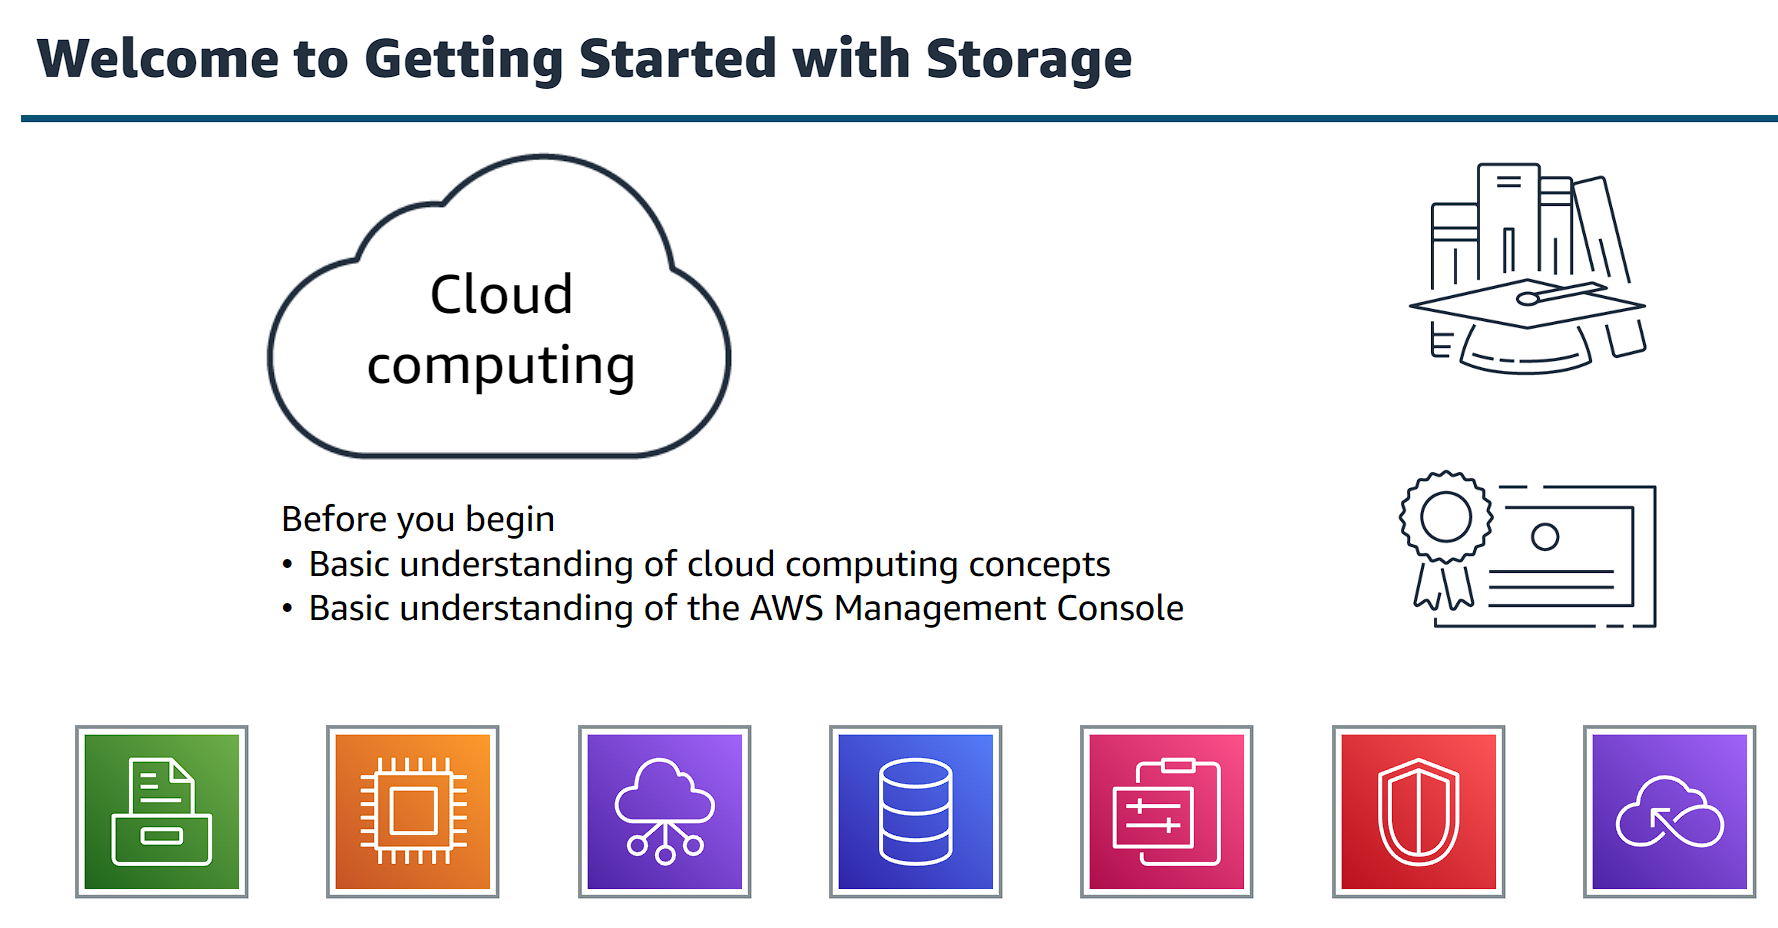 Welcome to Getting Started with Storage
Cloud
computing
Before you begin
• Basic understanding of cloud computing concepts
• Basic understanding of the AWS Management Console